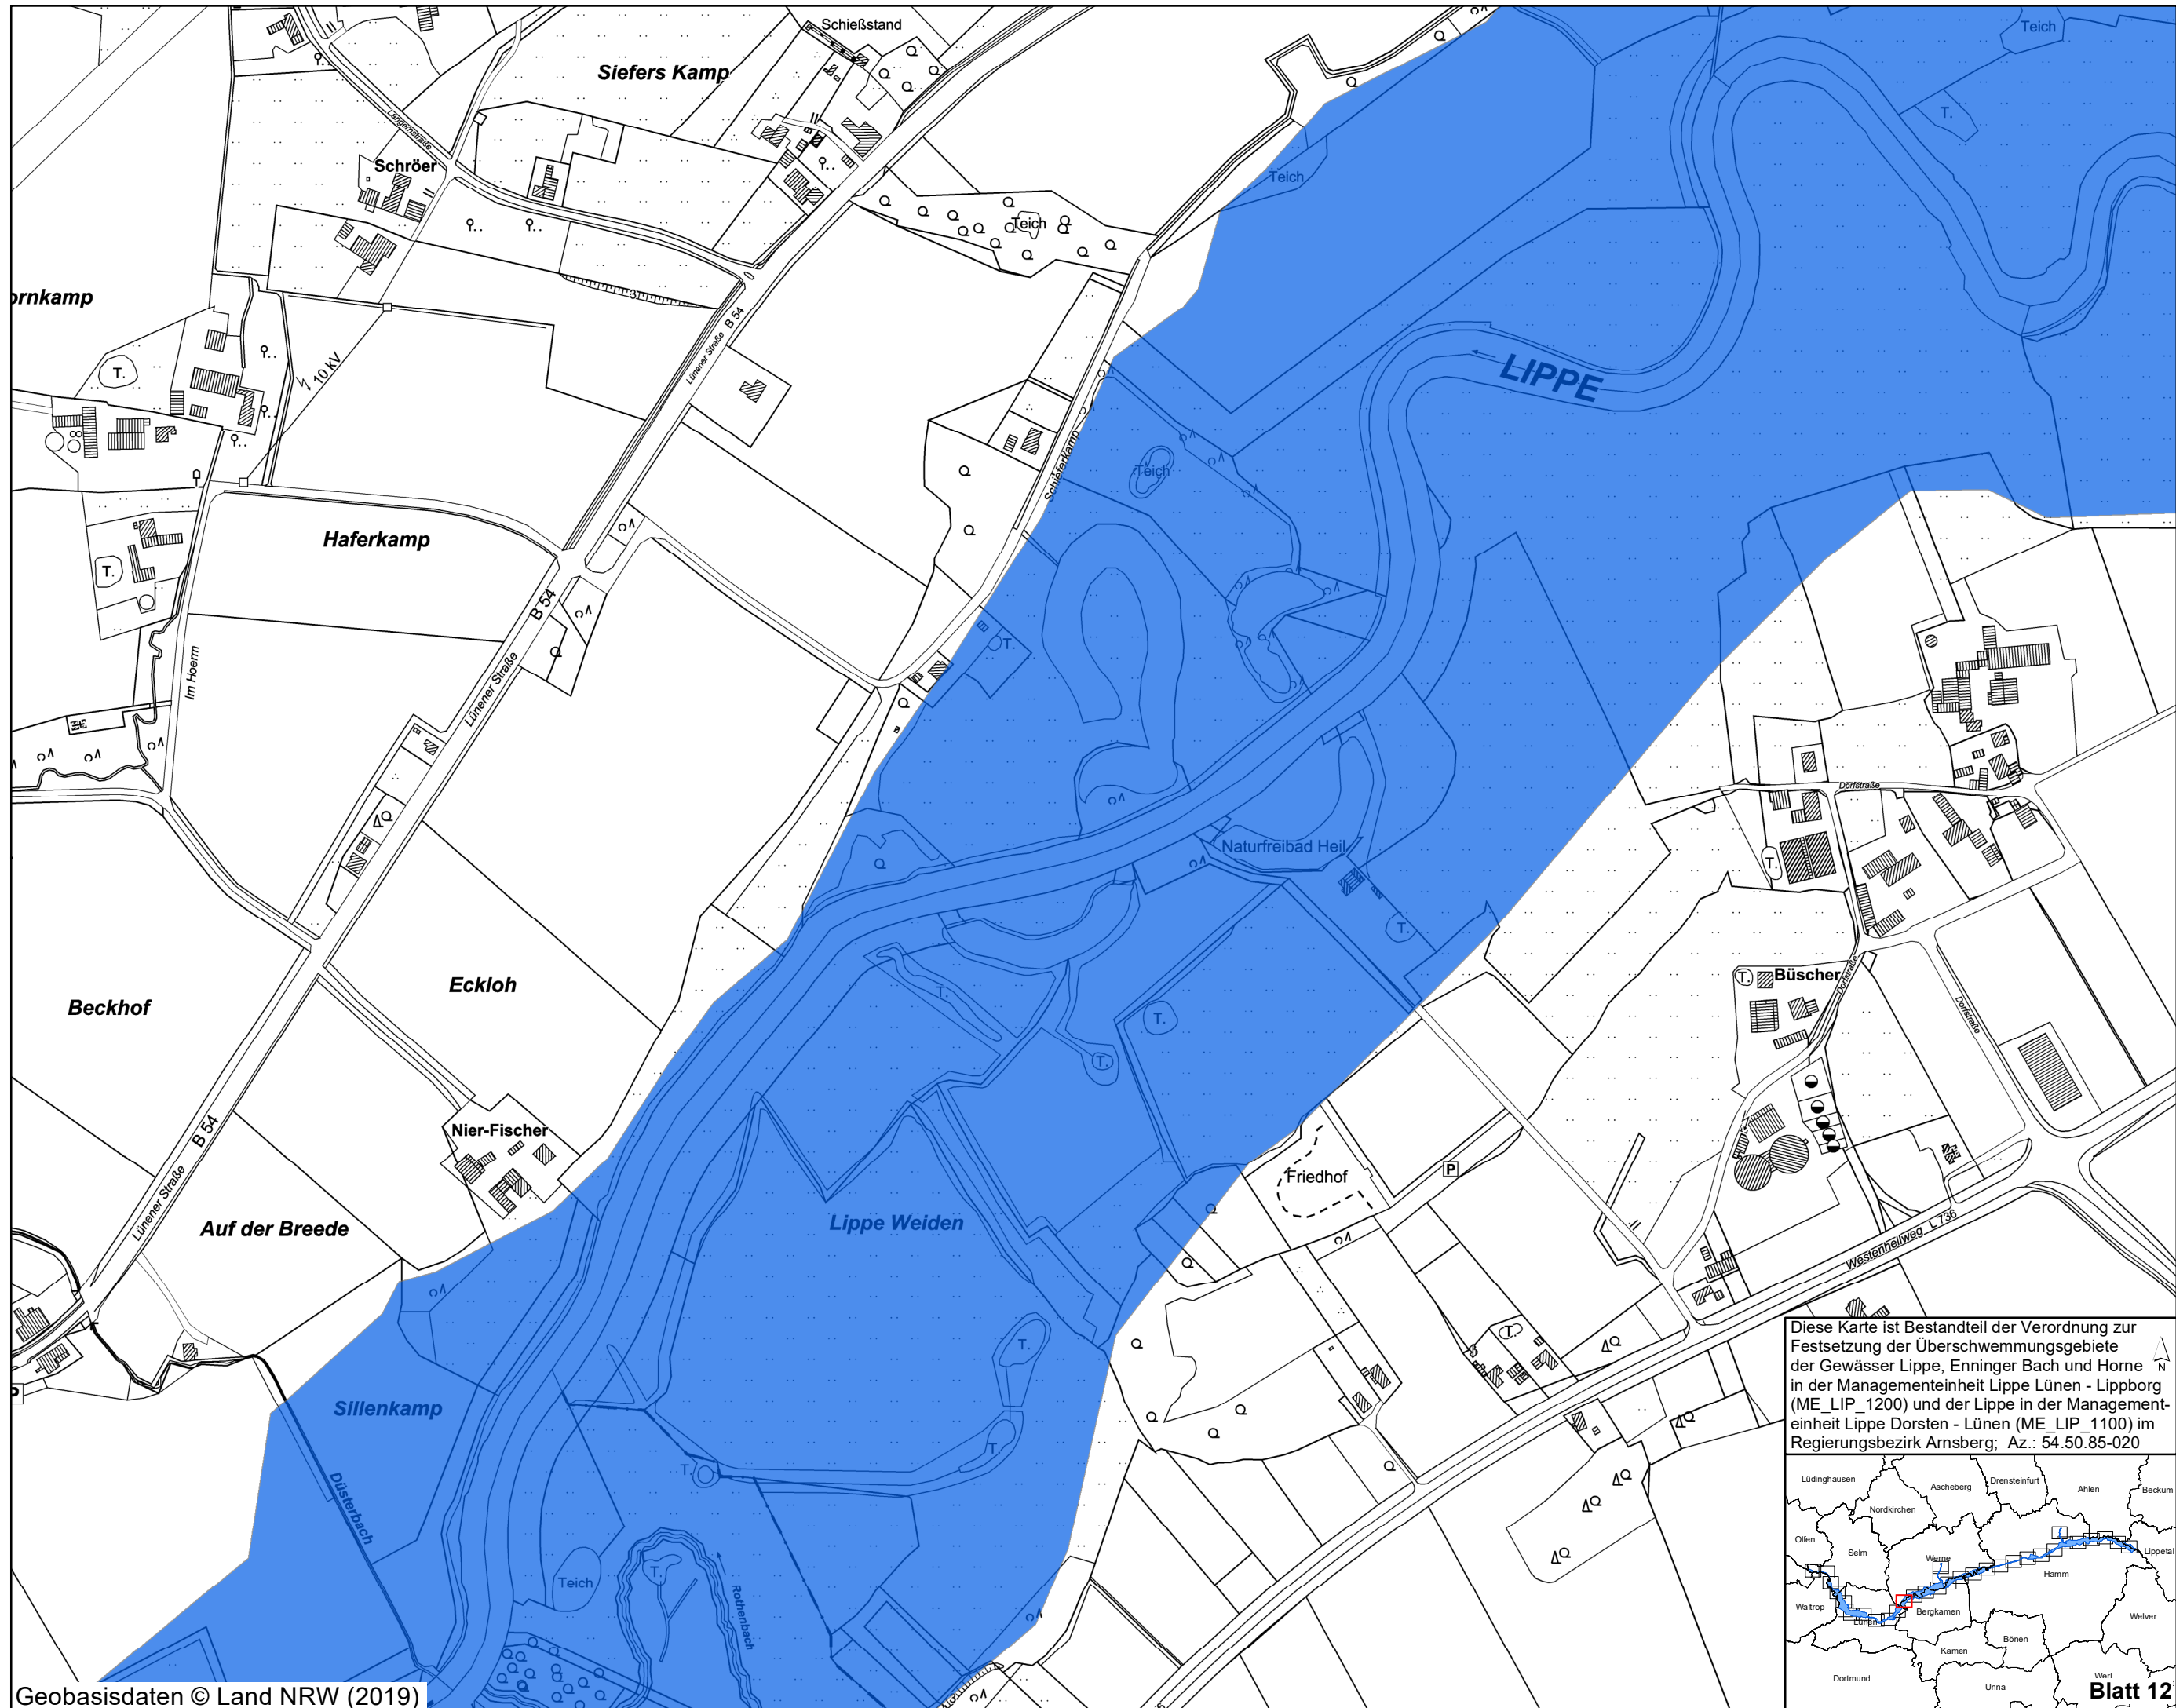 Schießstand
Teich
Siefers Kamp
T.
Langernstraße
Schröer
Teich
Teich
ornkamp
3
Lünener Straße B 54
10 kV
T.
LIPPE
Schieferkamp
Teich
Haferkamp
T.
B 54
T.
Im Hoerm
Lünener Straße
Dorfstraße
Naturfreibad Heil
T.
T.
Eckloh
Beckhof
T.
T.
Büscher
Dorfstraße
Dorfstraße
T.
T.
B 54
Nier-Fischer
Lünener Straße
Friedhof
P
Auf der Breede
Lippe Weiden
Westenhellweg L 736
T.
T.
P
Sillenkamp
T.
T.
Düsterbach
Teich
T.
Rothenbach
Diese Karte ist Bestandteil der Verordnung zur
Festsetzung der Überschwemmungsgebiete
der Gewässer Lippe, Enninger Bach und Horne
in der Managementeinheit Lippe Lünen - Lippborg
(ME_LIP_1200) und der Lippe in der Management-
einheit Lippe Dorsten - Lünen (ME_LIP_1100) im
Regierungsbezirk Arnsberg; Az.: 54.50.85-020
N
Lüdinghausen
Ascheberg
Drensteinfurt
Ahlen
Beckum
Nordkirchen
Olfen
Selm
Werne
Lippetal
Hamm
Waltrop
Lünen
Bergkamen
Welver
Kamen
Bönen
Dortmund
Unna
Werl
Blatt 12
Geobasisdaten © Land NRW (2019)